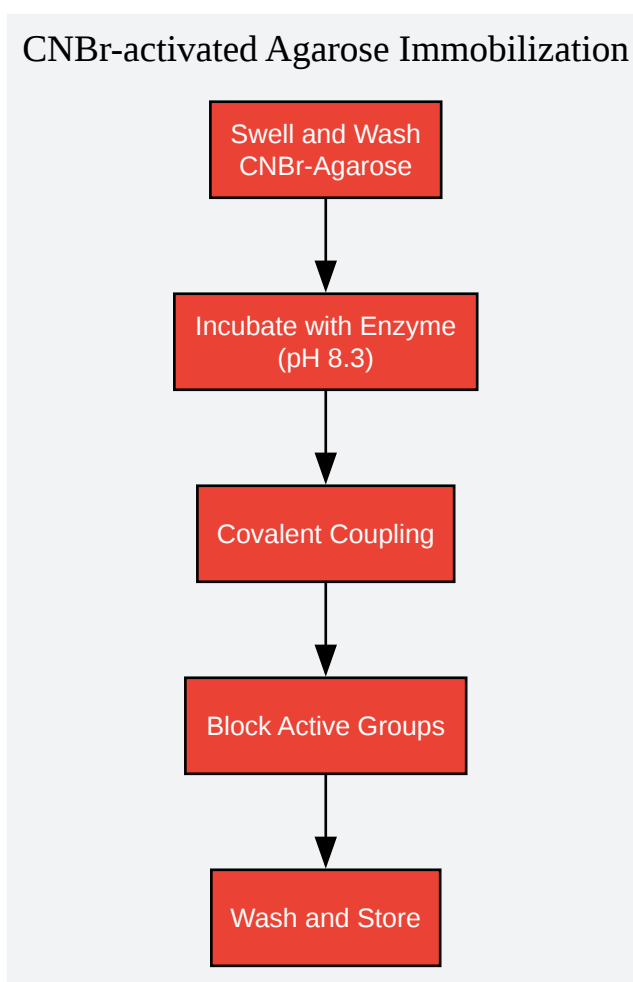 CNBr-activated Agarose Immobilization
Swell and Wash
CNBr-Agarose
Incubate with Enzyme
(pH 8.3)
Covalent Coupling
Block Active Groups
Wash and Store